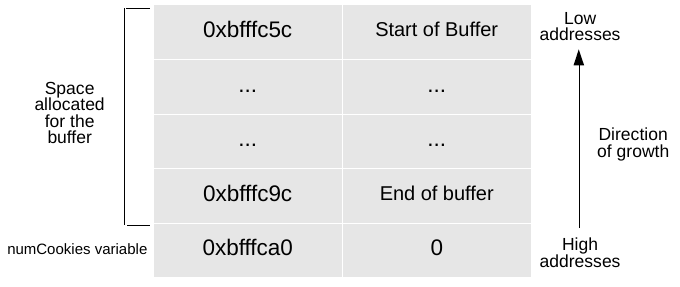 0xbfffc5c Start of Buffer
Low
addresses
Space
allocated
for the
buffer
... ...
... ...
Direction
of growth
0xbfffc9c End of buffer
numCookies variable 0xbfffca0 0
High
addresses